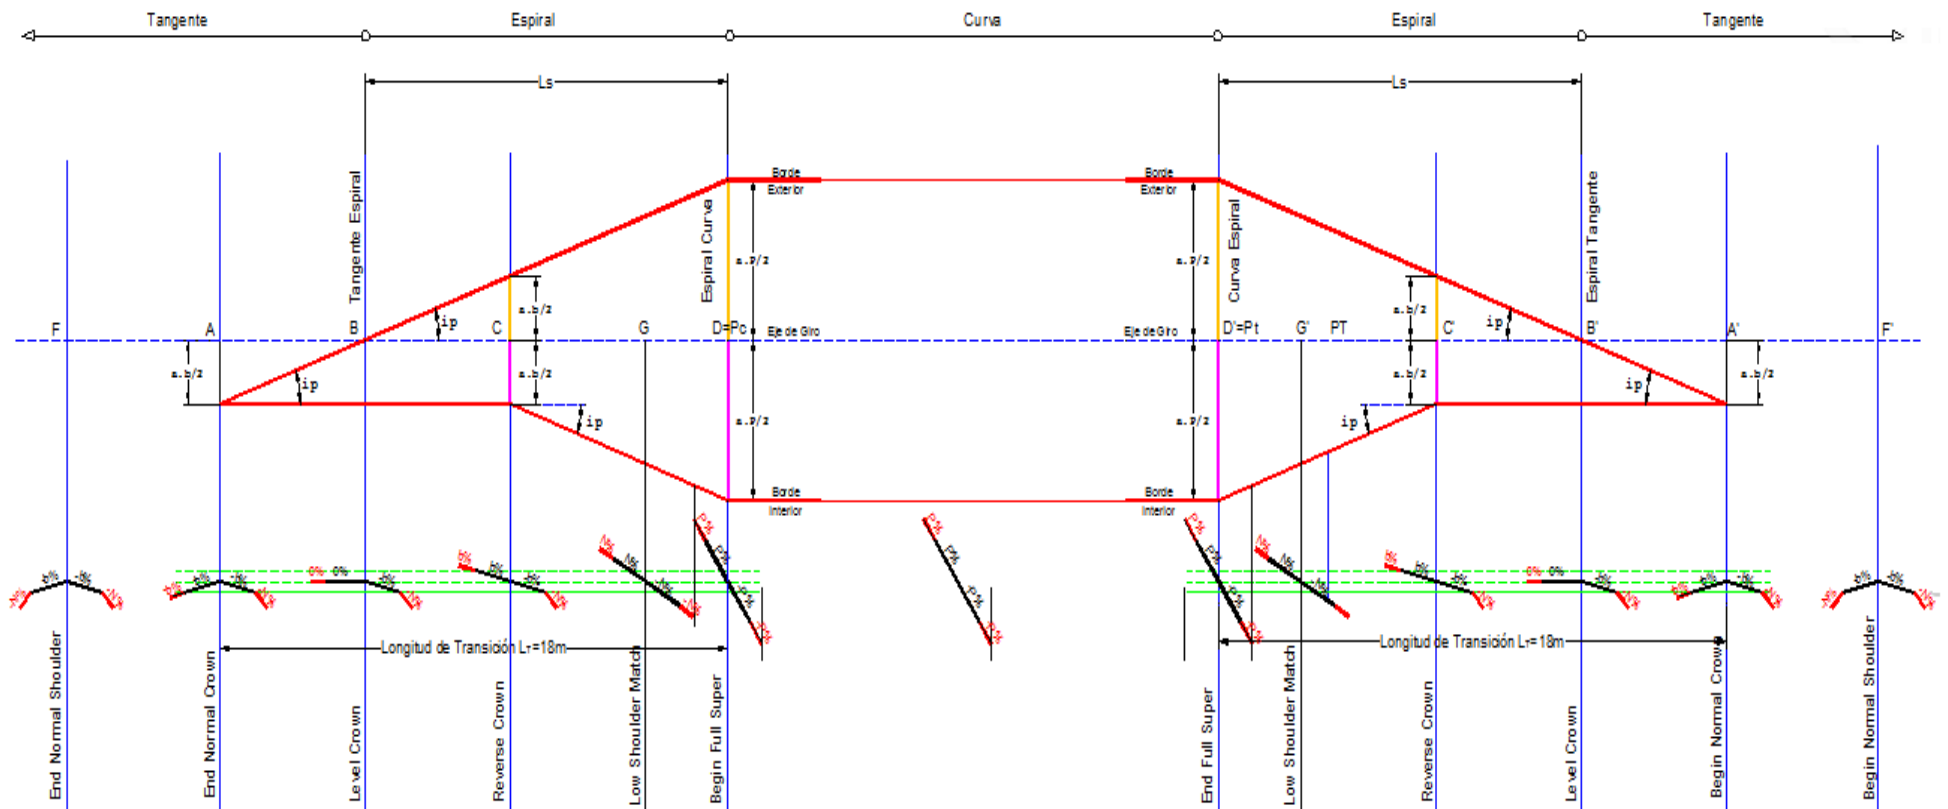 Tangente Espiral Curva Espiral Tangente
Ls Ls
Borde Exterior
Borde Exterior
Tangente Espiral
Espiral Curva
Curva Espiral
Espiral Tangente
a.P/2 a.P/2
a.b/2 a.b/2
ip ip
F A B C G D=Pc Eje de Giro Eje de Giro D'=Pt G' PT C' B' A' F'
a.b/2 a.b/2 a.b/2 a.b/2
ip ip
ip ip
a.P/2 a.P/2
Borde Interior
Borde Interior
-b% -b% -b% -b% 0% 0% -b% b% b% -b%
P% P% -P% -P%
P% P% -P%
P% P% -P% -P%
b% b% -b% 0% 0% -b% -b% -b% -b% -b%
Longitud de Transición LT=18m Longitud de Transición LT=18m
End Normal Shoulder
End Normal Crown
Level Crown
Reverse Crown
Low Shoulder Match
Begin Full Super
End Full Super
Low Shoulder Match
Reverse Crown
Level Crown
Begin Normal Crown
Begin Normal Shoulder